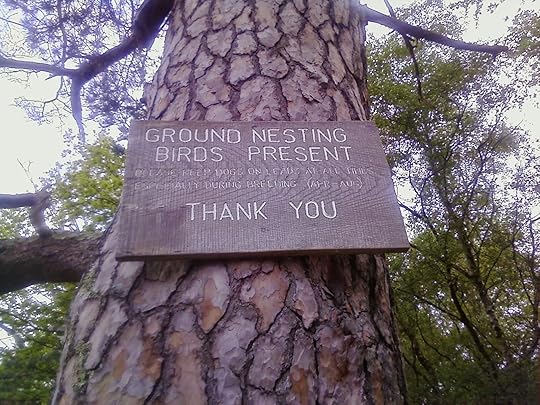 GROUND NESTING
BIRDS PRESENT
PLEASE KEEP DOGS ON LEADS AT ALL TIMES
ESPECIALLY DURING BREEDING (APR - AUG)
THANK YOU